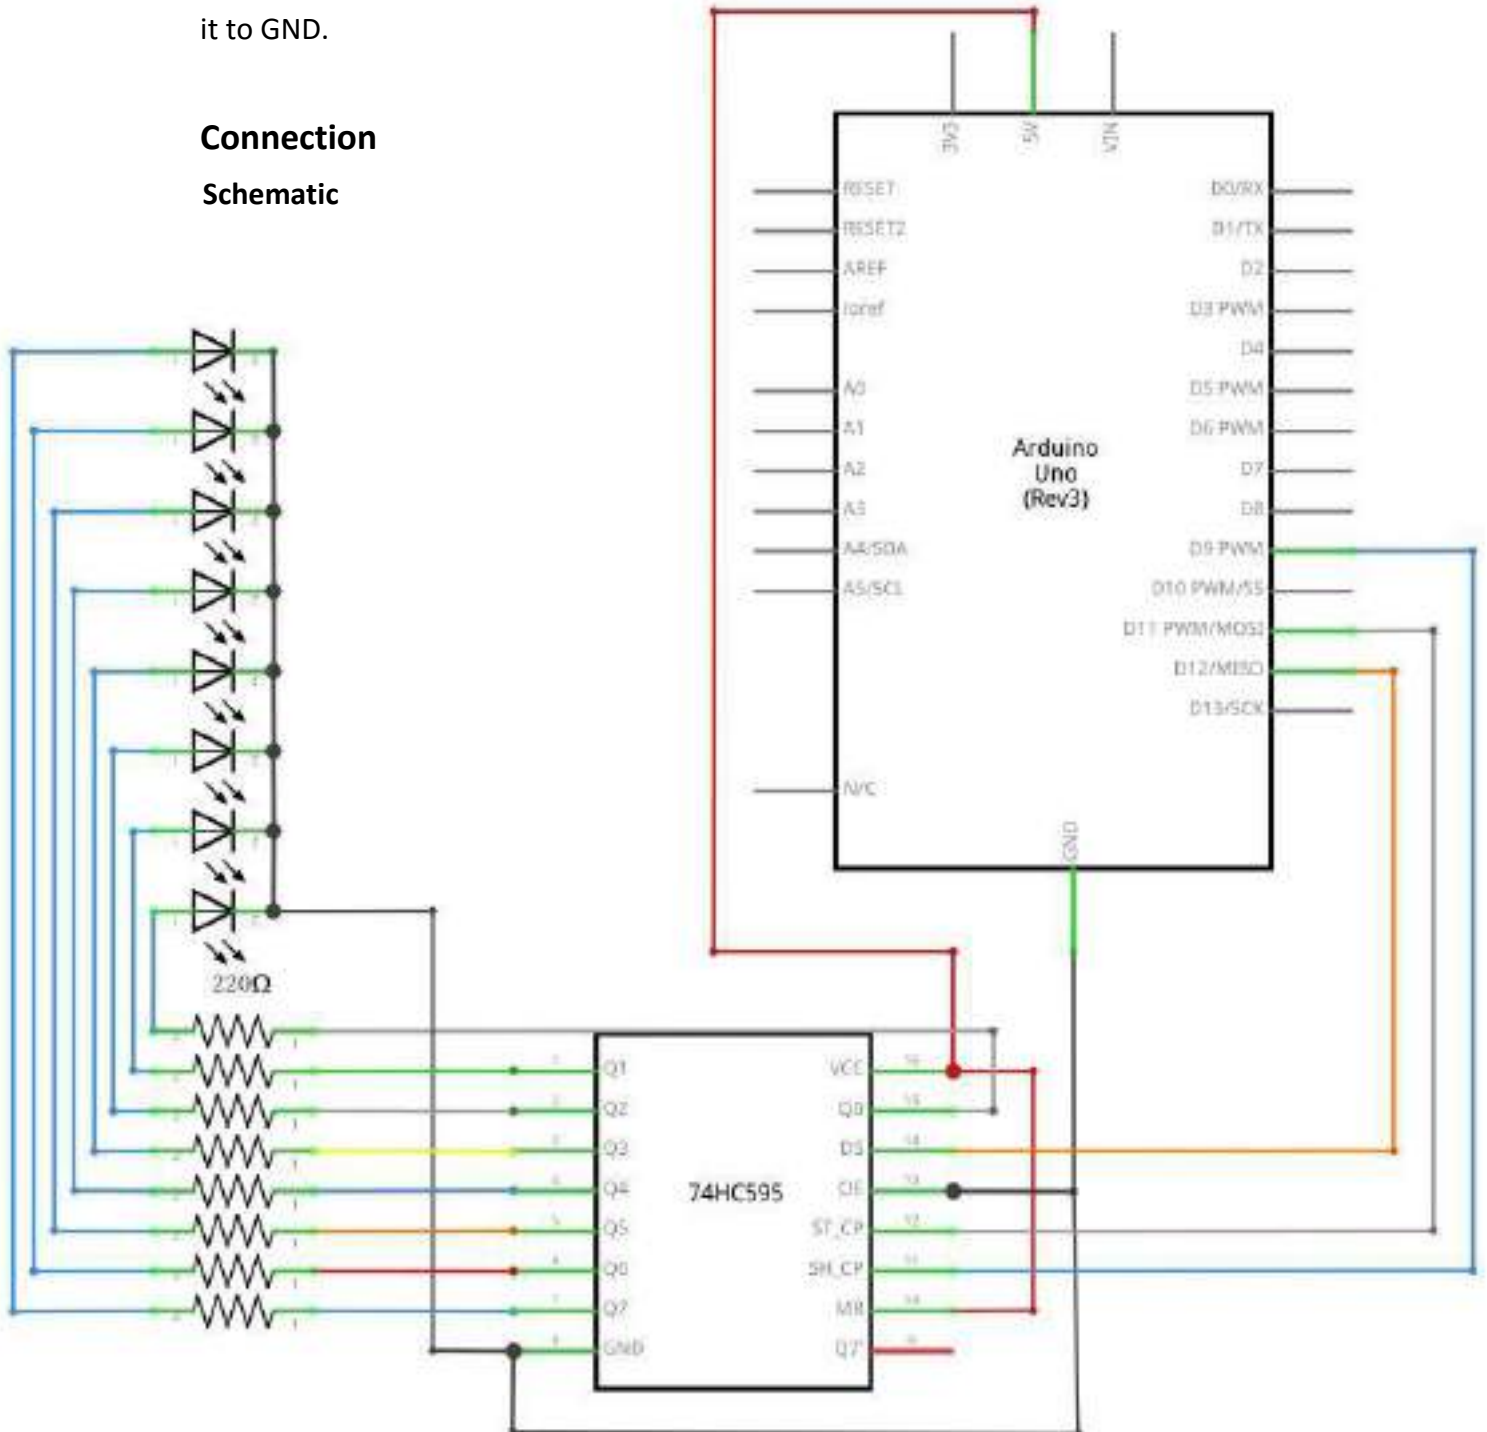 it to GND.
Connection
Schematic
3V3
5V
VIN
RESET
RESET2
AREF
ioref
A0
A1
A2
A3
A4/SDA
A5/SCL
N/C
D0/RX
D1/TX
D2
D3 PWM
D4
D5 PWM
D6 PWM
D7
D8
D9 PWM
D10 PWM/SS
D11 PWM/MOSI
D12/MISO
D13/SCK
Arduino
Uno
(Rev3)
GND
220Ω
Q1
Q2
Q3
Q4
Q5
Q6
Q7
GND
74HC595
VCC
Q0
DS
OE
ST_CP
SH_CP
MR
Q7'